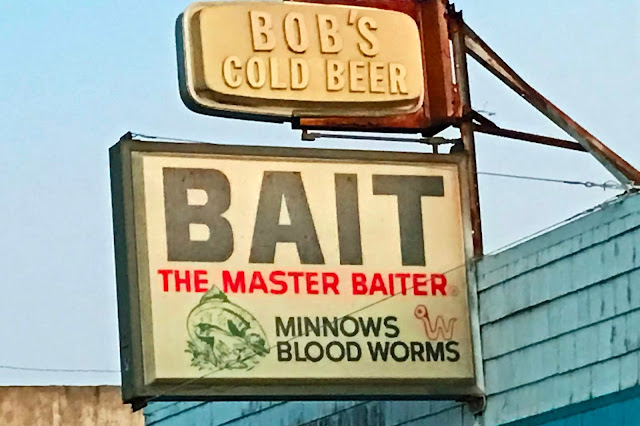 BOB'S
COLD BEER
BAIT
THE MASTER BAITER
MINNOWS
BLOOD WORMS